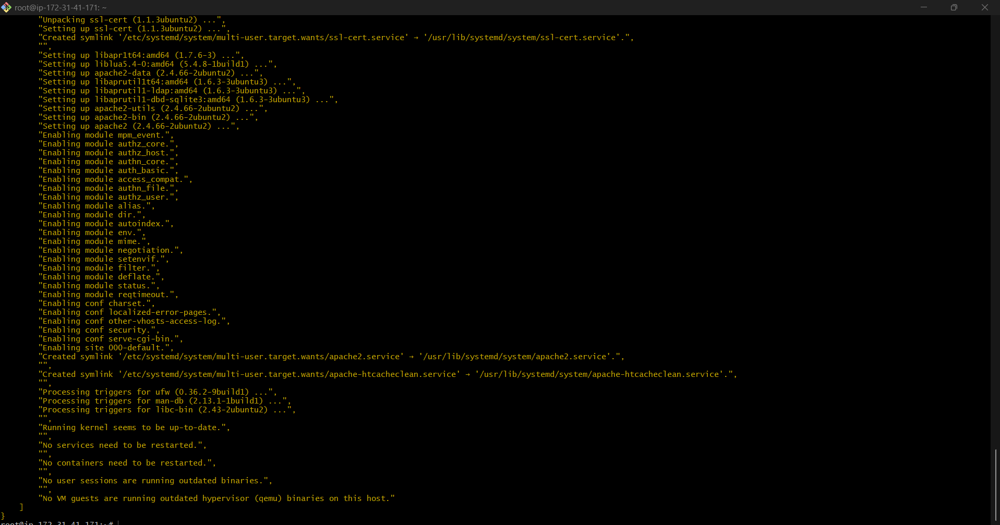 root@ip-172-31-41-171: ~
"Unpacking ssl-cert (1.1.3ubuntu2) ...",
"Setting up ssl-cert (1.1.3ubuntu2) ...",
"Created symlink '/etc/systemd/system/multi-user.target.wants/ssl-cert.service' → '/usr/lib/systemd/system/ssl-cert.service'.",
"",
"Setting up libapr1t64:amd64 (1.7.6-3) ...",
"Setting up liblua5.4-0:amd64 (5.4.8-1build1) ...",
"Setting up apache2-data (2.4.66-2ubuntu2) ...",
"Setting up libaprutil1t64:amd64 (1.6.3-3ubuntu3) ...",
"Setting up libaprutil1-ldap:amd64 (1.6.3-3ubuntu3) ...",
"Setting up libaprutil1-dbd-sqlite3:amd64 (1.6.3-3ubuntu3) ...",
"Setting up apache2-utils (2.4.66-2ubuntu2) ...",
"Setting up apache2-bin (2.4.66-2ubuntu2) ...",
"Setting up apache2 (2.4.66-2ubuntu2) ...",
"Enabling module mpm_event.",
"Enabling module authz_core.",
"Enabling module authz_host.",
"Enabling module authn_core.",
"Enabling module auth_basic.",
"Enabling module access_compat.",
"Enabling module authn_file.",
"Enabling module authz_user.",
"Enabling module alias.",
"Enabling module dir.",
"Enabling module autoindex.",
"Enabling module env.",
"Enabling module mime.",
"Enabling module negotiation.",
"Enabling module setenvif.",
"Enabling module filter.",
"Enabling module deflate.",
"Enabling module status.",
"Enabling module reqtimeout.",
"Enabling conf charset.",
"Enabling conf localized-error-pages.",
"Enabling conf other-vhosts-access-log.",
"Enabling conf security.",
"Enabling conf serve-cgi-bin.",
"Enabling site 000-default.",
"Created symlink '/etc/systemd/system/multi-user.target.wants/apache2.service' → '/usr/lib/systemd/system/apache2.service'.",
"",
"Created symlink '/etc/systemd/system/multi-user.target.wants/apache-htcacheclean.service' → '/usr/lib/systemd/system/apache-htcacheclean.service'.",
"",
"Processing triggers for ufw (0.36.2-9build1) ...",
"Processing triggers for man-db (2.13.1-1build1) ...",
"Processing triggers for libc-bin (2.43-2ubuntu2) ...",
"",
"Running kernel seems to be up-to-date.",
"",
"No services need to be restarted.",
"",
"No containers need to be restarted.",
"",
"No user sessions are running outdated binaries.",
"",
"No VM guests are running outdated hypervisor (qemu) binaries on this host."
]
}
root@ip-172-31-41-171:~#